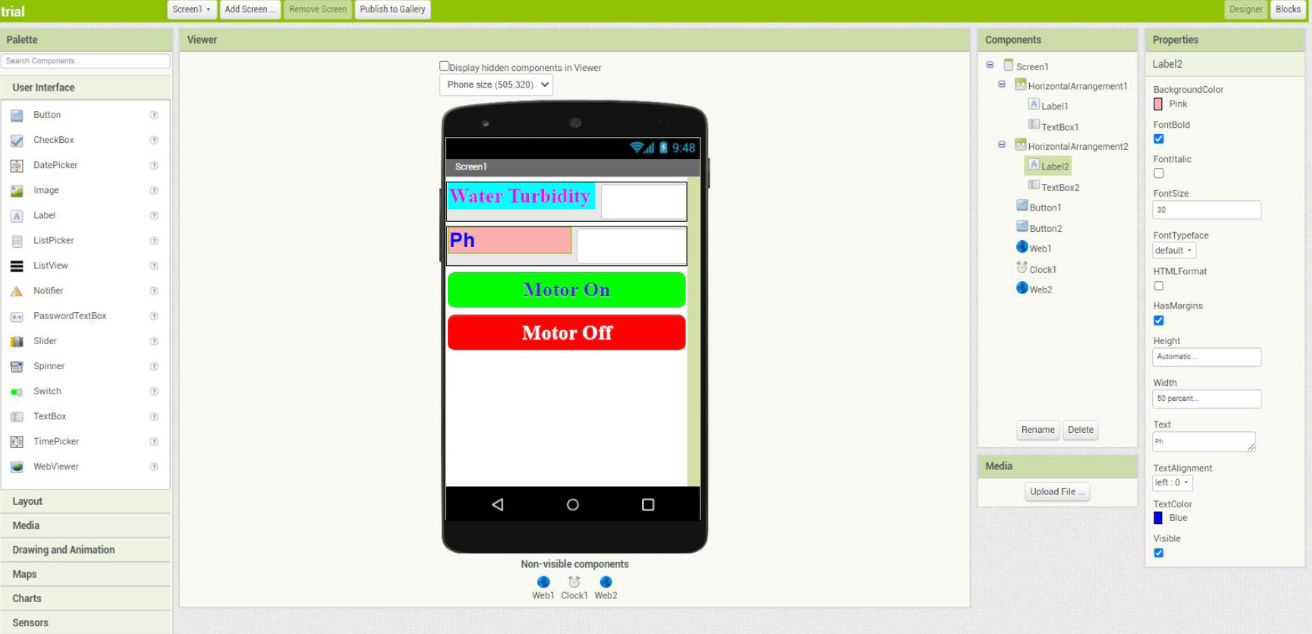 trial
Screen1
Add Screen ...
Remove Screen
Publish to Gallery
Designer
Blocks
Palette
Search Components...
User Interface
Button
CheckBox
DatePicker
Image
Label
ListPicker
ListView
Notifier
PasswordTextBox
Slider
Spinner
Switch
TextBox
TimePicker
WebViewer
Layout
Media
Drawing and Animation
Maps
Charts
Sensors
Viewer
Display hidden components in Viewer
Phone size (505,320)
9:48
Screen1
Water Turbidity
Ph
Motor On
Motor Off
Non-visible components
Web1 Clock1 Web2
Components
Screen1
HorizontalArrangement1
Label1
TextBox1
HorizontalArrangement2
Label2
TextBox2
Button1
Button2
Web1
Clock1
Web2
Rename
Delete
Media
Upload File ...
Properties
Label2
BackgroundColor
Pink
FontBold
FontItalic
FontSize
30
FontTypeface
default
HTMLFormat
HasMargins
Height
Automatic...
Width
50 percent...
Text
Ph
TextAlignment
left : 0
TextColor
Blue
Visible